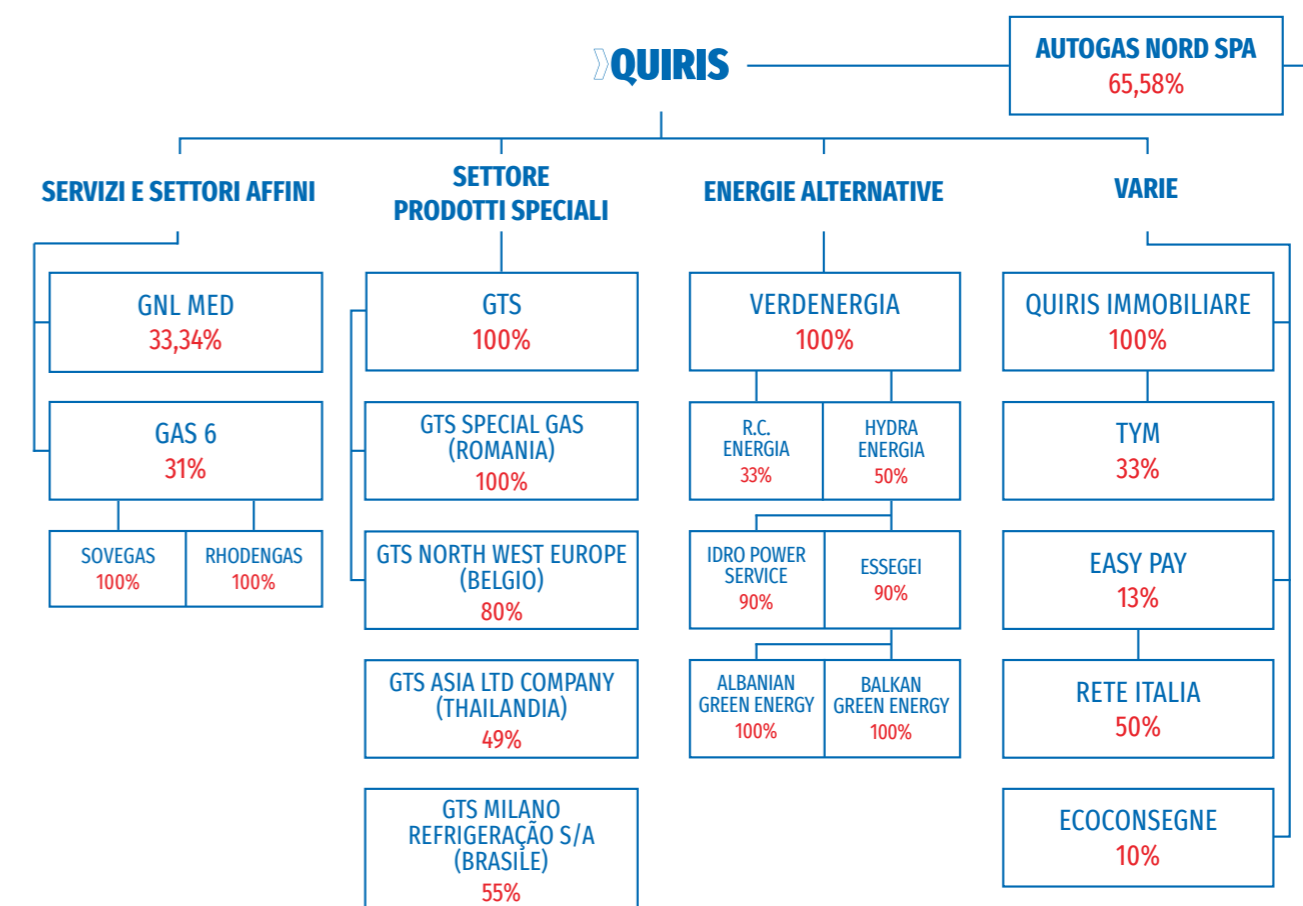 QUIRIS
AUTOGAS NORD SPA
65,58%
SERVIZI E SETTORI AFFINI
GNL MED
33,34%
GAS 6
31%
SOVEGAS
100%
RHODENGAS
100%
SETTORE
PRODOTTI SPECIALI
GTS
100%
GTS SPECIAL GAS
(ROMANIA)
100%
GTS NORTH WEST EUROPE
(BELGIO)
80%
GTS ASIA LTD COMPANY
(THAILANDIA)
49%
GTS MILANO
REFRIGERAÇÃO S/A
(BRASILE)
55%
ENERGIE ALTERNATIVE
VERDENERGIA
100%
R.C.
ENERGIA
33%
HYDRA
ENERGIA
50%
IDRO POWER
SERVICE
90%
ESSEGEI
90%
ALBANIAN
GREEN ENERGY
100%
BALKAN
GREEN ENERGY
100%
VARIE
QUIRIS IMMOBILIARE
100%
TYM
33%
EASY PAY
13%
RETE ITALIA
50%
ECOCONSEGNE
10%